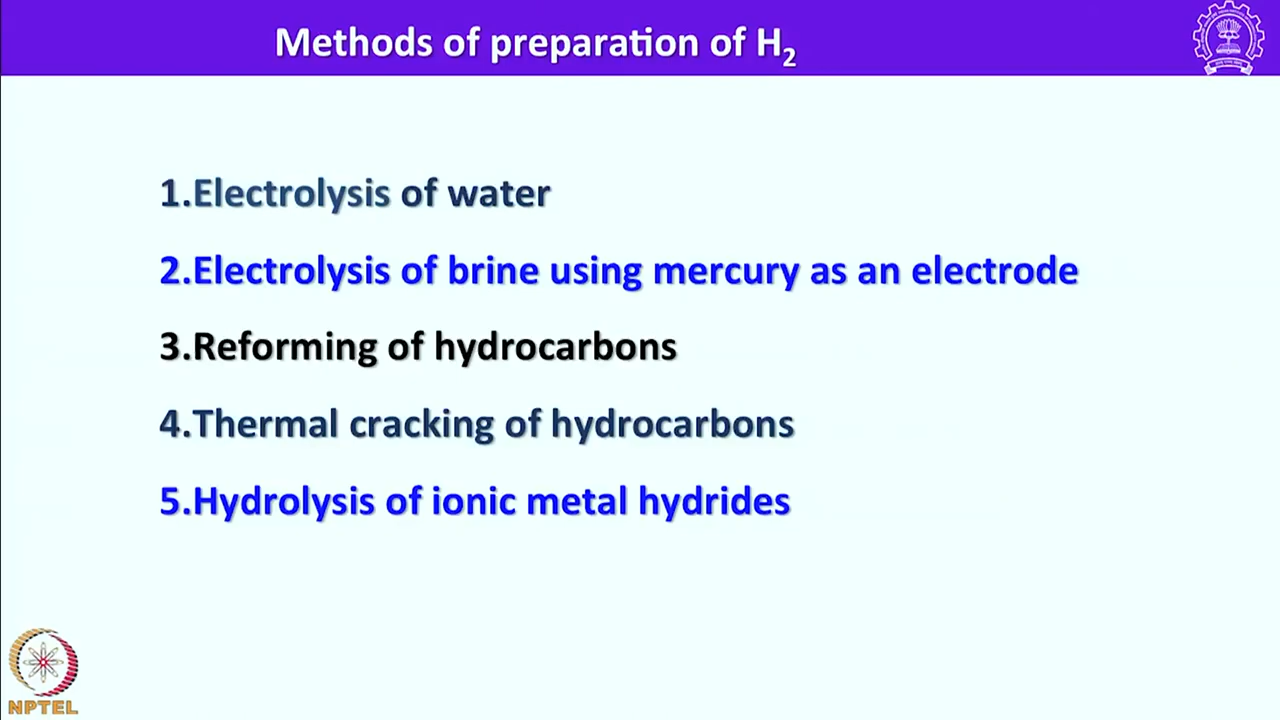 Methods of preparation of H₂
1.Electrolysis of water
2.Electrolysis of brine using mercury as an electrode
3.Reforming of hydrocarbons
4.Thermal cracking of hydrocarbons
5.Hydrolysis of ionic metal hydrides
NPTEL